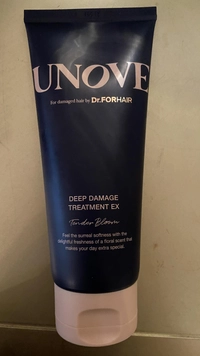 UNOVE
for damaged hair by Dr.FORHAIR
DEEP DAMAGE
TREATMENT EX
Tender Bloom
Feel the surreal softness with the
delightful freshness of a floral scent that
makes your day extra special.